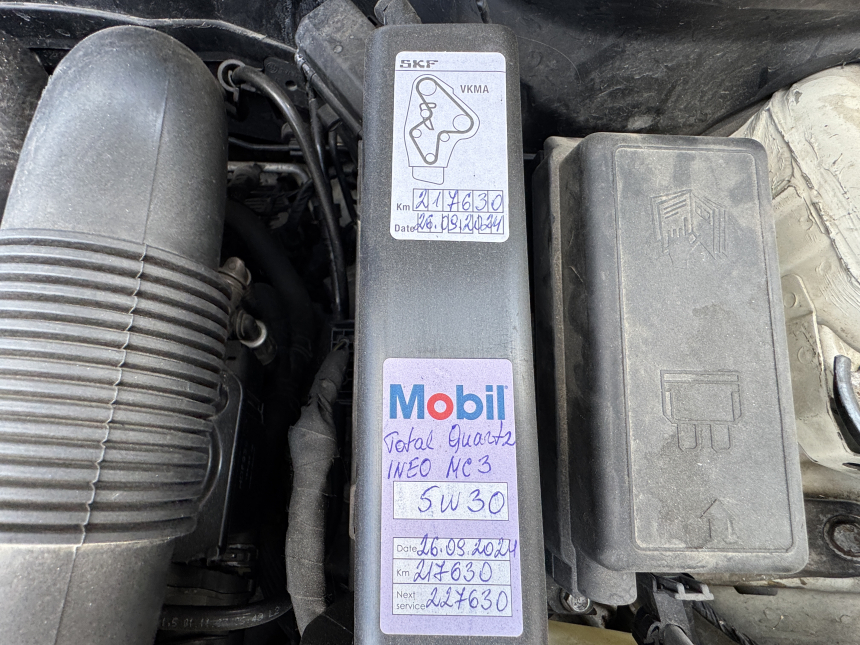 SKF
VKMA
Km 217630
Date 26.09.2024
Mobil
Total Quartz
INEO MC3
5W30
Date 26.09.2024
Km 217630
Next service 227630